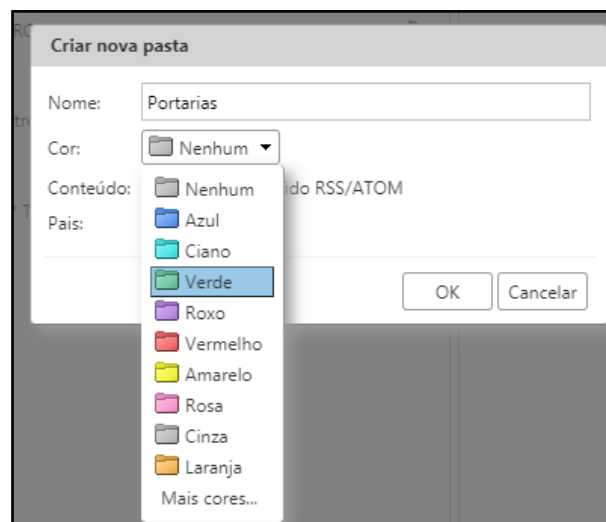 Criar nova pasta
Nome: Portarias
Cor: Nenhum
Conteúdo: ido RSS/ATOM
Pais:
Nenhum
Azul
Ciano
Verde
Roxo
Vermelho
Amarelo
Rosa
Cinza
Laranja
Mais cores...
OK Cancelar